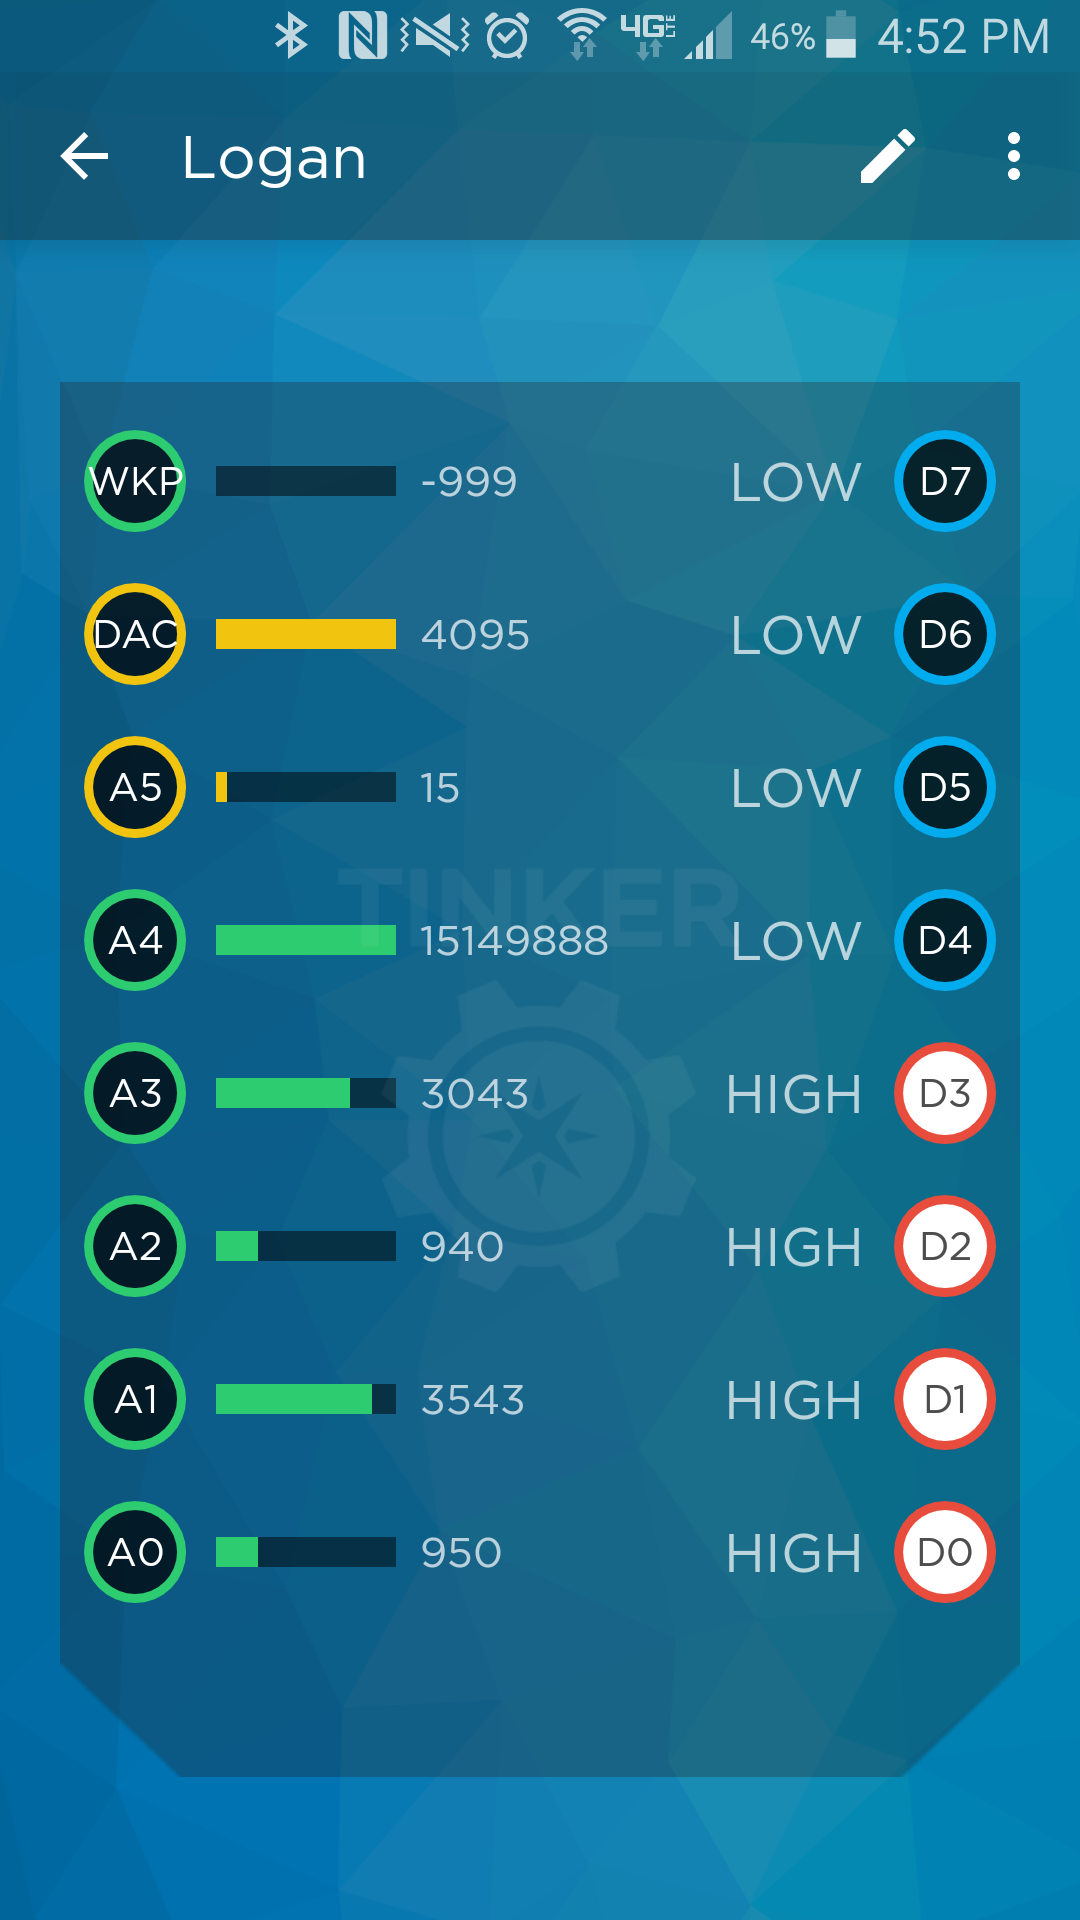 4G LTE 46% 4:52 PM
Logan
WKP -999 LOW D7
DAC 4095 LOW D6
A5 15 LOW D5
TINKER
A4 15149888 LOW D4
A3 3043 HIGH D3
A2 940 HIGH D2
A1 3543 HIGH D1
A0 950 HIGH D0